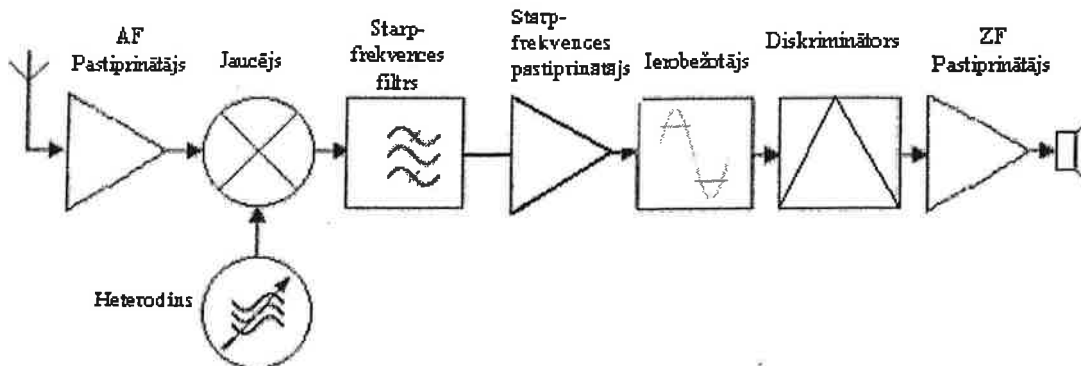 AF
Pastiprinātājs
Jaucējs
Starp-
frekvences
filtrs
Starp-
frekvences
pastiprinātājs
Ierobežotājs
Diskriminātors
ZF
Pastiprinātājs
Heterodins